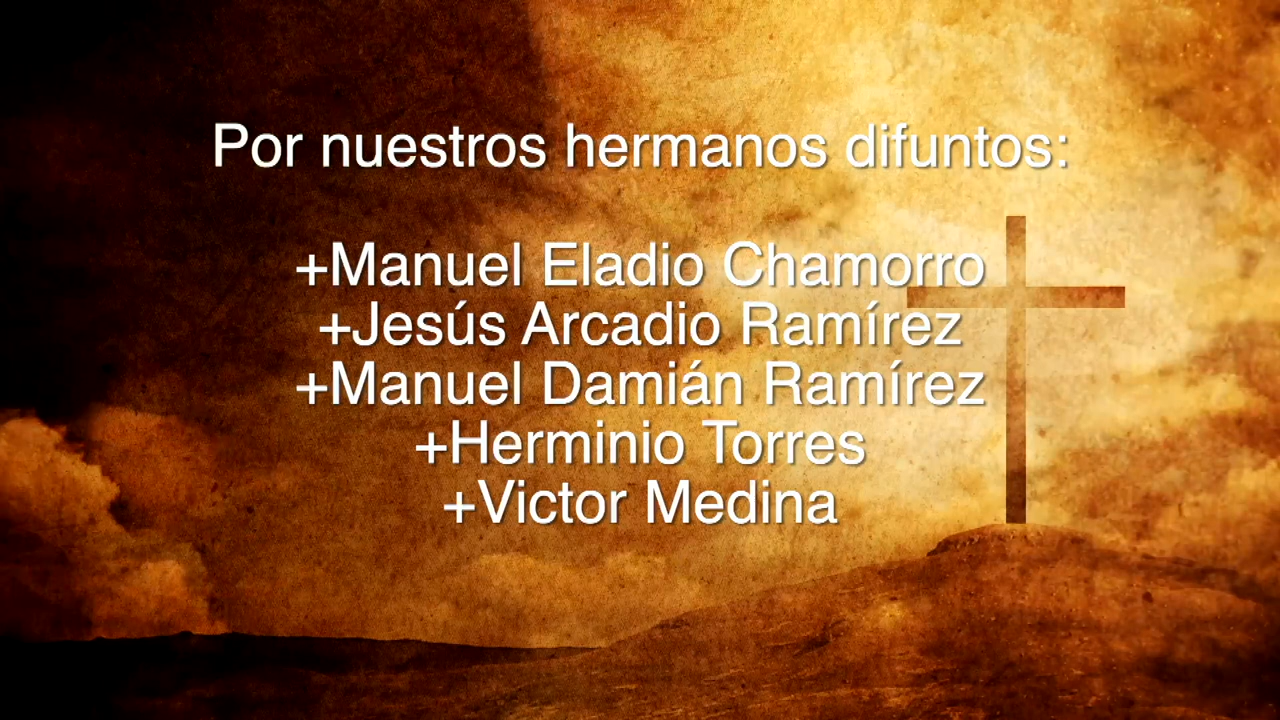 Por nuestros hermanos difuntos:
+Manuel Eladio Chamorro
+Jesús Arcadio Ramírez
+Manuel Damián Ramírez
+Herminio Torres
+Victor Medina